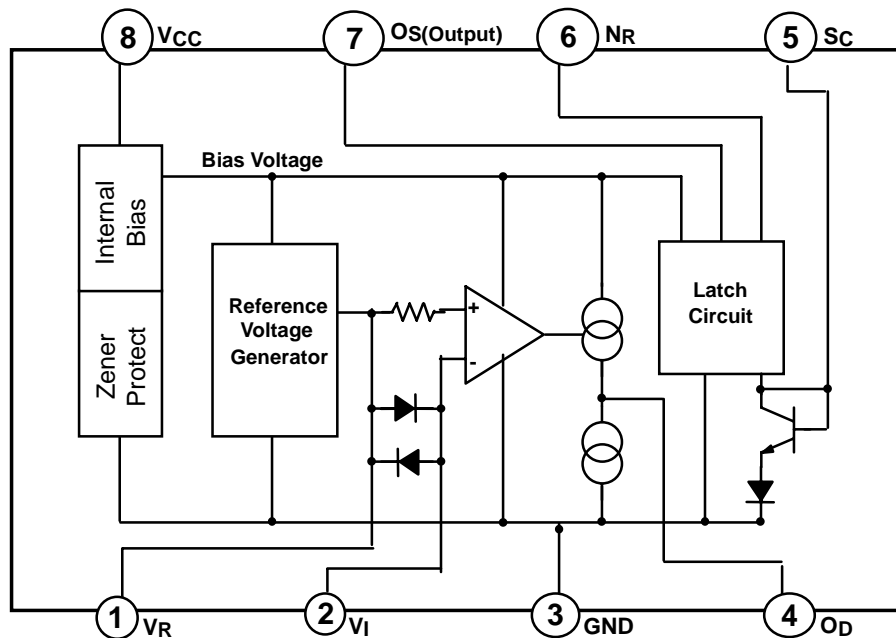 8 VCC
7 OS(Output)
6 NR
5 SC
Bias Voltage
Internal
Bias
Zener
Protect
Reference
Voltage
Generator
+
-
Latch
Circuit
1 VR
2 VI
3 GND
4 OD